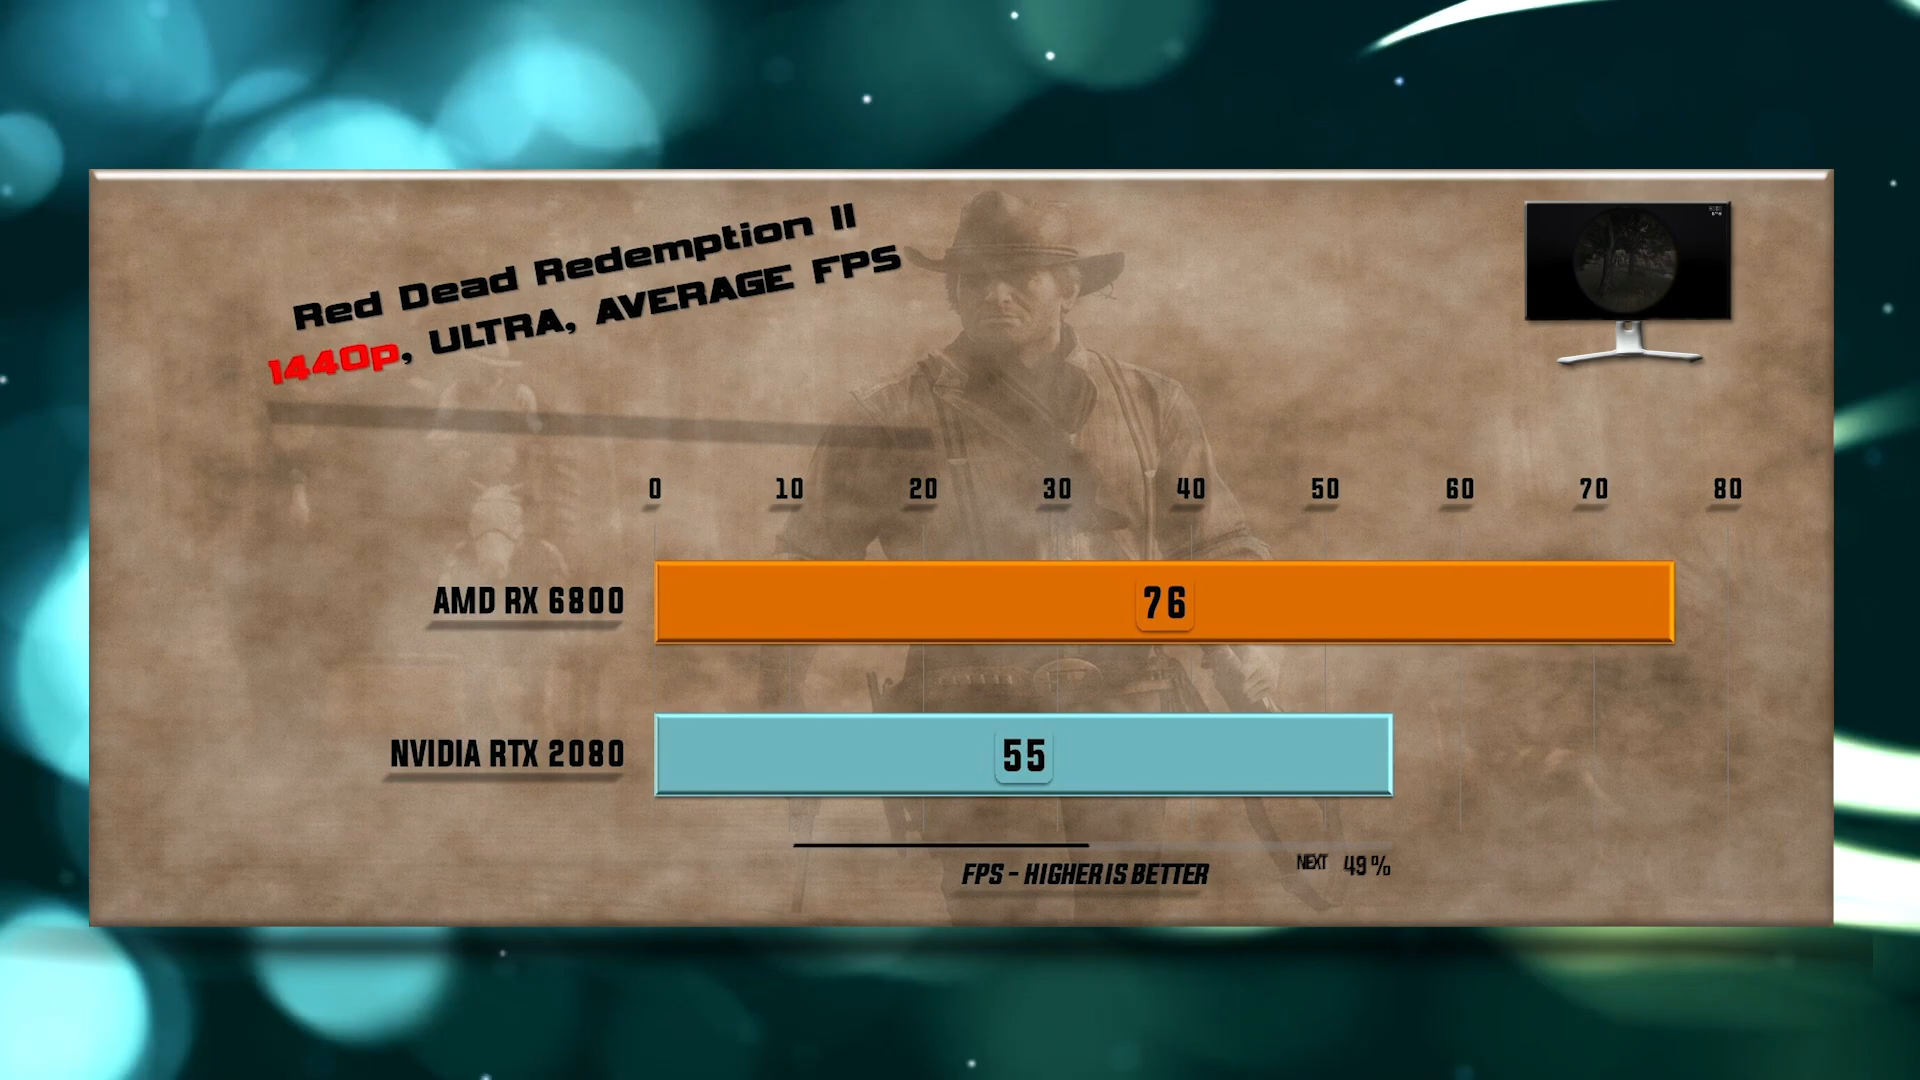 Red Dead Redemption II
1440p, ULTRA, AVERAGE FPS
0 10 20 30 40 50 60 70 80
AMD RX 6800
76
NVIDIA RTX 2080
55
FPS - HIGHER IS BETTER
NEXT 49%